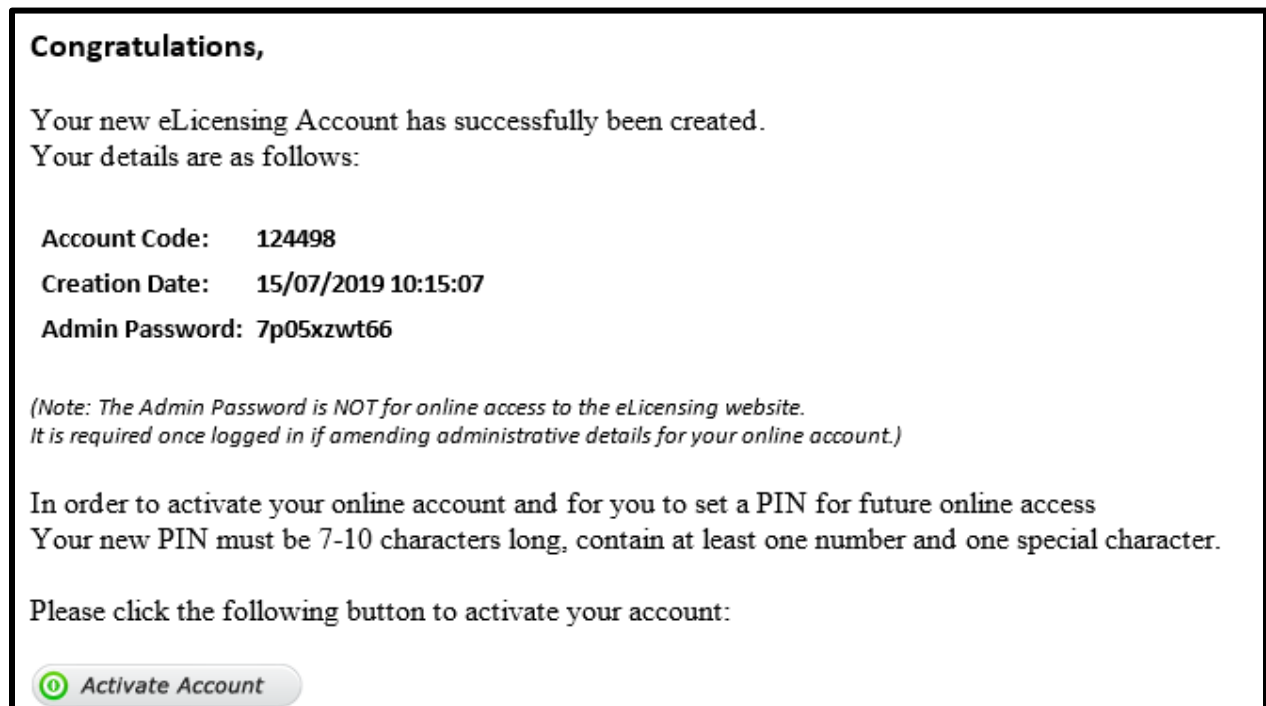 Congratulations,
Your new eLicensing Account has successfully been created.
Your details are as follows:
Account Code: 124498
Creation Date: 15/07/2019 10:15:07
Admin Password: 7p05xzwt66
(Note: The Admin Password is NOT for online access to the eLicensing website.
It is required once logged in if amending administrative details for your online account.)
In order to activate your online account and for you to set a PIN for future online access
Your new PIN must be 7-10 characters long, contain at least one number and one special character.
Please click the following button to activate your account:
Activate Account